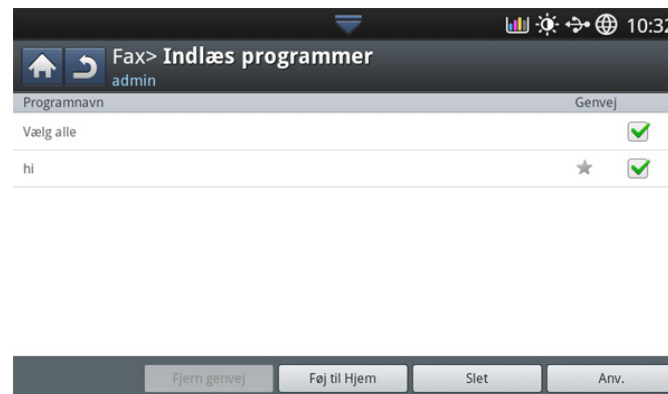 10:32
Fax> Indlæs programmer
admin
Programnavn Genvej
Vælg alle
hi
Fjern genvej Føj til Hjem Slet Anv.